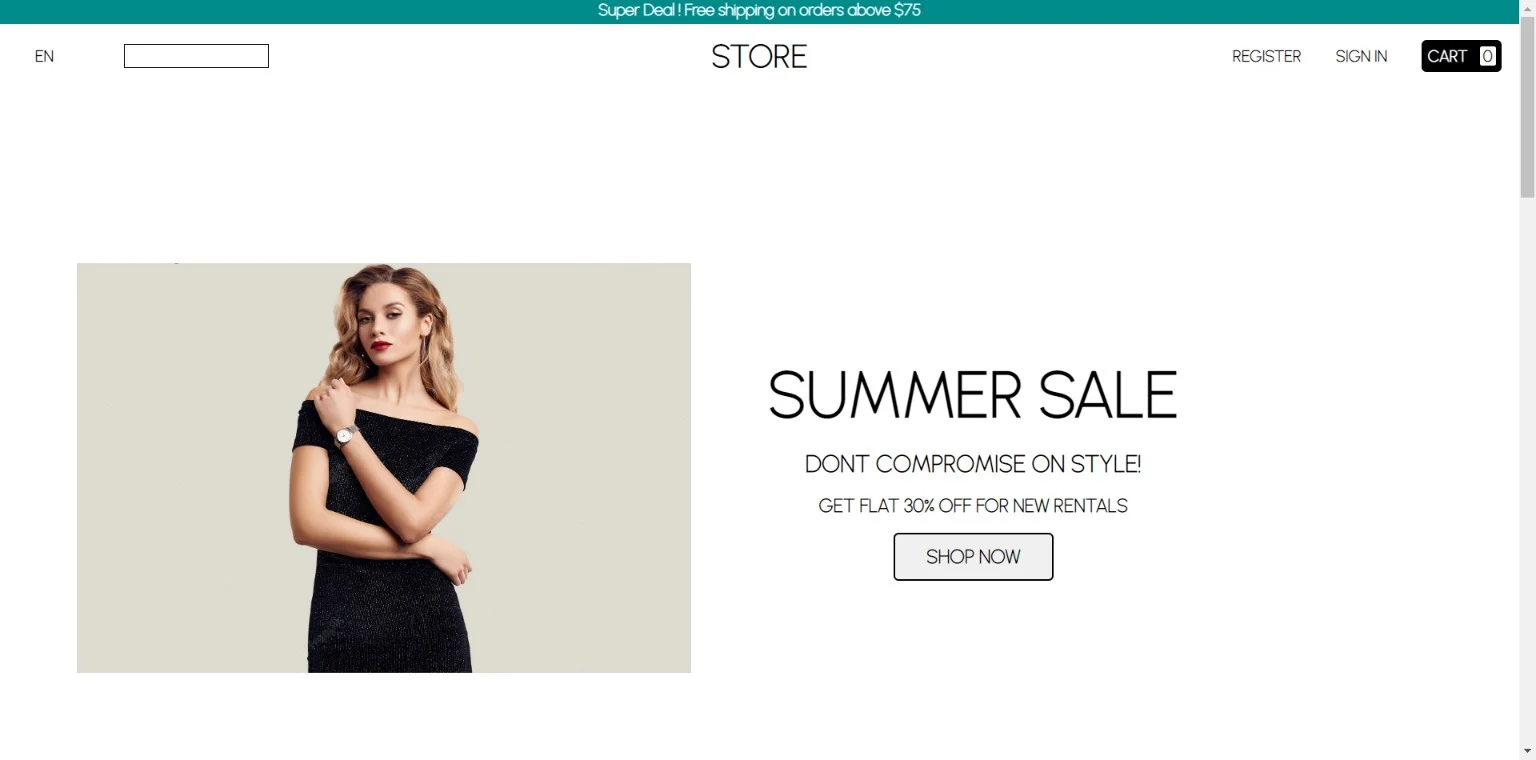 Super Deal ! Free shipping on orders above $75
EN
STORE
REGISTER
SIGN IN
CART 0
SUMMER SALE
DONT COMPROMISE ON STYLE!
GET FLAT 30% OFF FOR NEW RENTALS
SHOP NOW